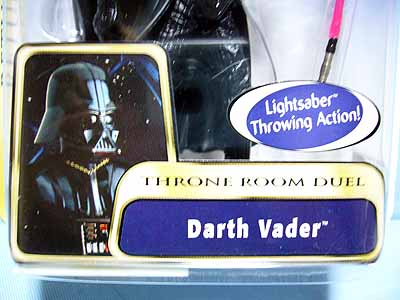 Lightsaber™
Throwing Action!
THRONE ROOM DUEL
Darth Vader™